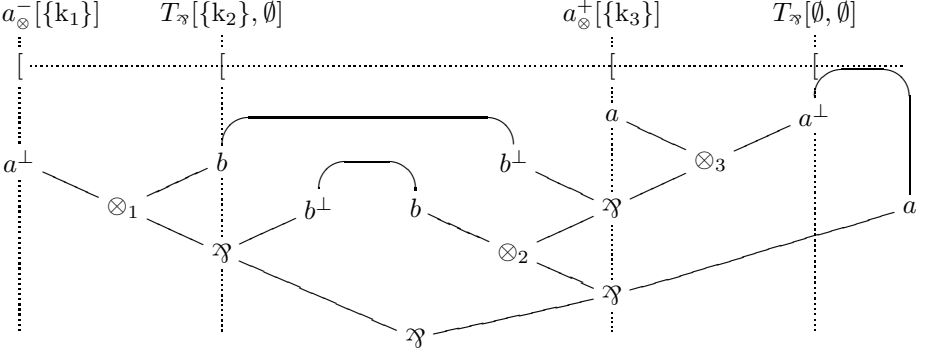 a⊗−[{k1}] T⅋[{k2}, ∅] a⊗+[{k3}] T⅋[∅, ∅]
[ [ [ [
a a⊥
a⊥ b b⊥ ⊗3
⊗1 b⊥ b ⅋ a
⅋ ⊗2
⅋
⅋